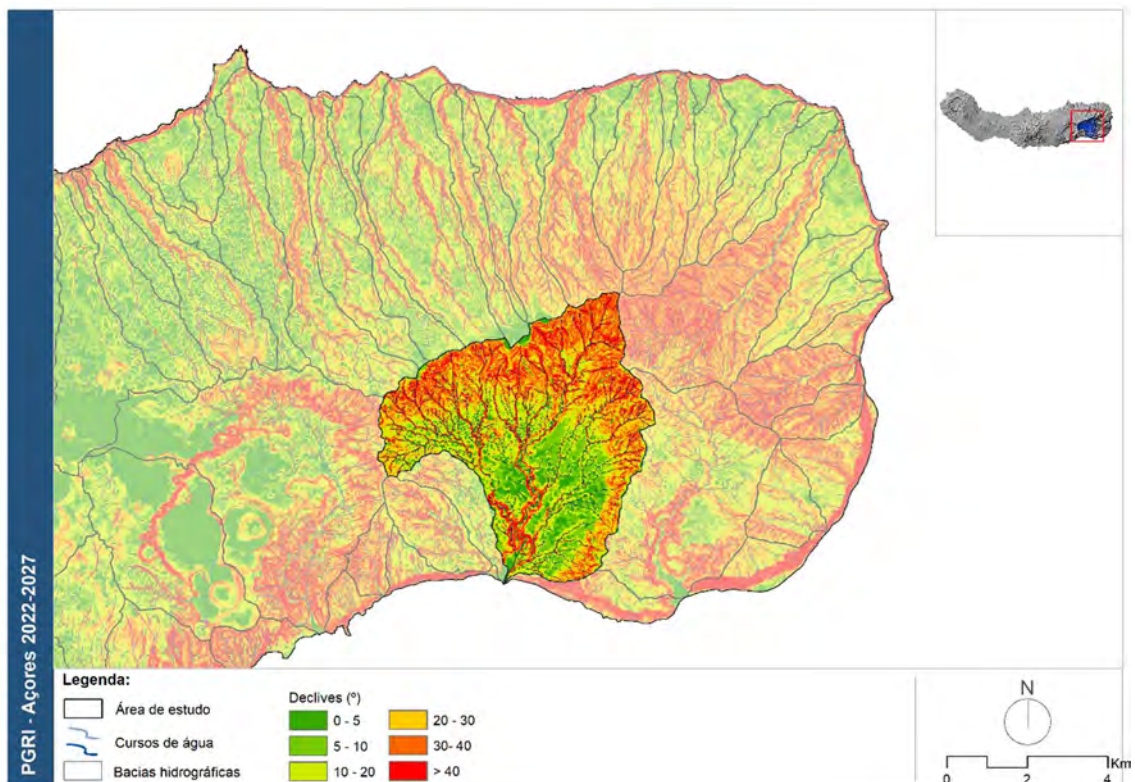 PGRI - Açores 2022-2027
Legenda:
Área de estudo
Cursos de água
Bacias hidrográficas
Declives (º)
0 - 5
5 - 10
10 - 20
20 - 30
30- 40
> 40
N
Km
0 2 4